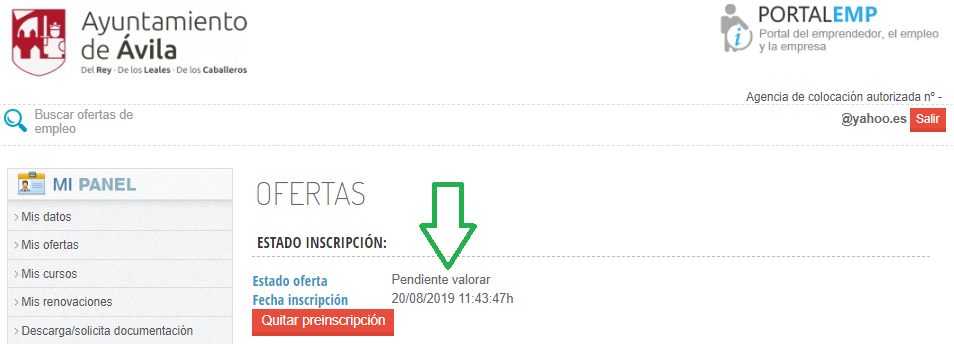 Ayuntamiento
de Ávila
Del Rey · De los Leales · De los Caballeros
PORTALEMP
Portal del emprendedor, el empleo
y la empresa
Agencia de colocación autorizada nº -
Buscar ofertas de
empleo
@yahoo.es Salir
MI PANEL
› Mis datos
› Mis ofertas
› Mis cursos
› Mis renovaciones
› Descarga/solicita documentación
OFERTAS
ESTADO INSCRIPCIÓN:
Estado oferta Pendiente valorar
Fecha inscripción 20/08/2019 11:43:47h
Quitar preinscripción